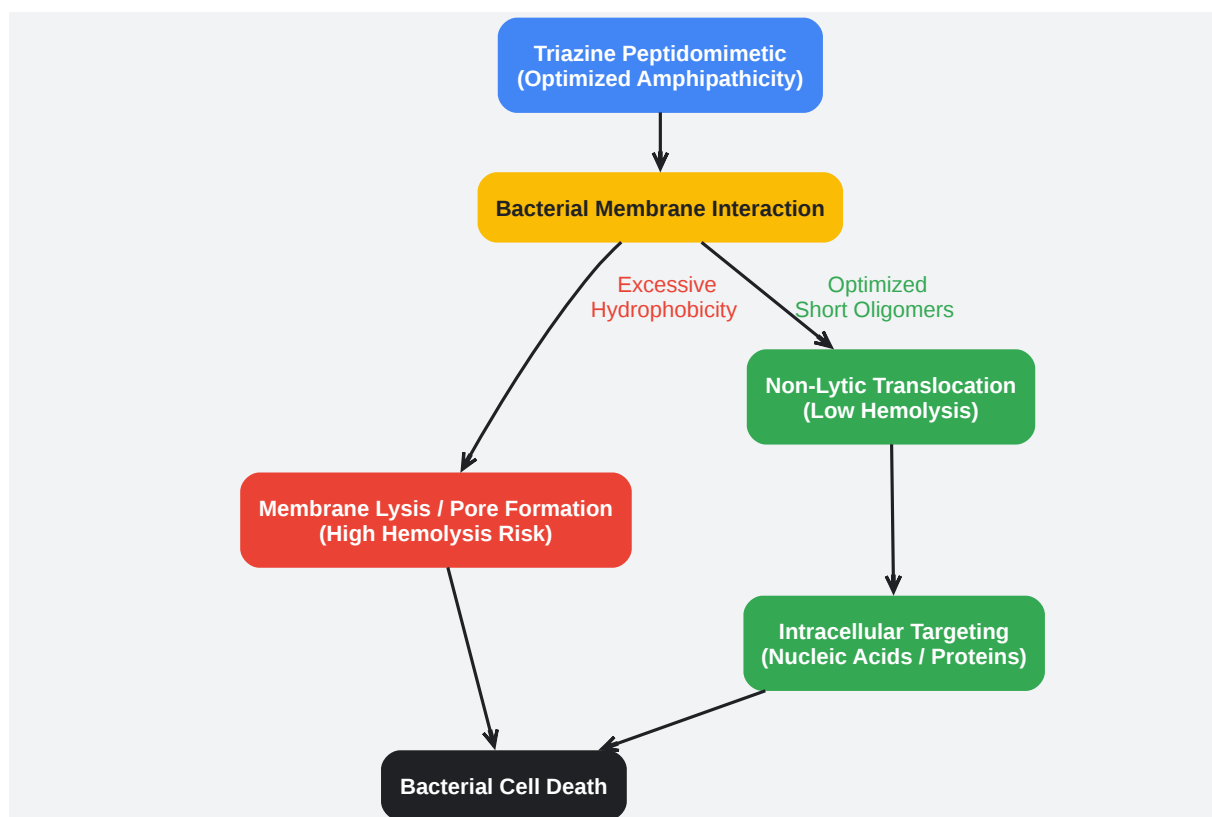 Triazine Peptidomimetic
(Optimized Amphipathicity)
Bacterial Membrane Interaction
Excessive
Hydrophobicity
Optimized
Short Oligomers
Non-Lytic Translocation
(Low Hemolysis)
Membrane Lysis / Pore Formation
(High Hemolysis Risk)
Intracellular Targeting
(Nucleic Acids / Proteins)
Bacterial Cell Death